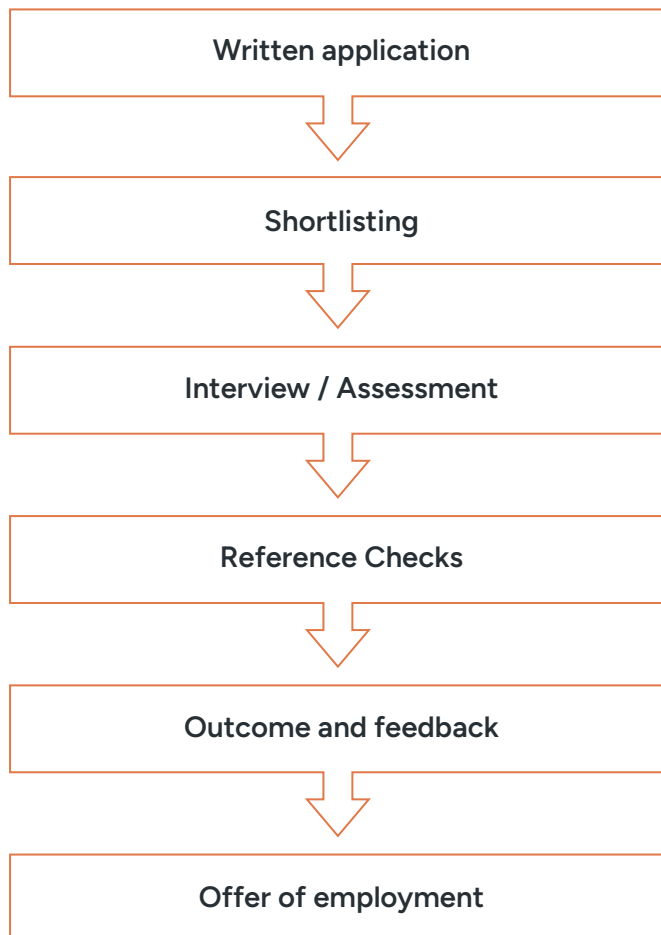 Written application
Shortlisting
Interview / Assessment
Reference Checks
Outcome and feedback
Offer of employment